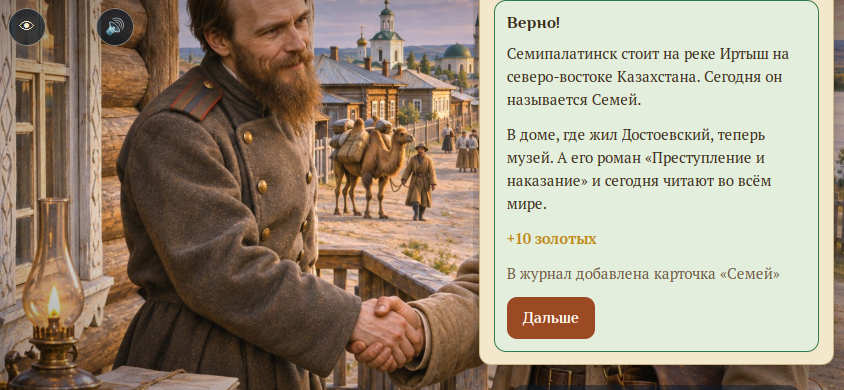 Верно!
Семипалатинск стоит на реке Иртыш на
северо-востоке Казахстана. Сегодня он
называется Семей.
В доме, где жил Достоевский, теперь
музей. А его роман «Преступление и
наказание» и сегодня читают во всём
мире.
+10 золотых
В журнал добавлена карточка «Семей»
Дальше